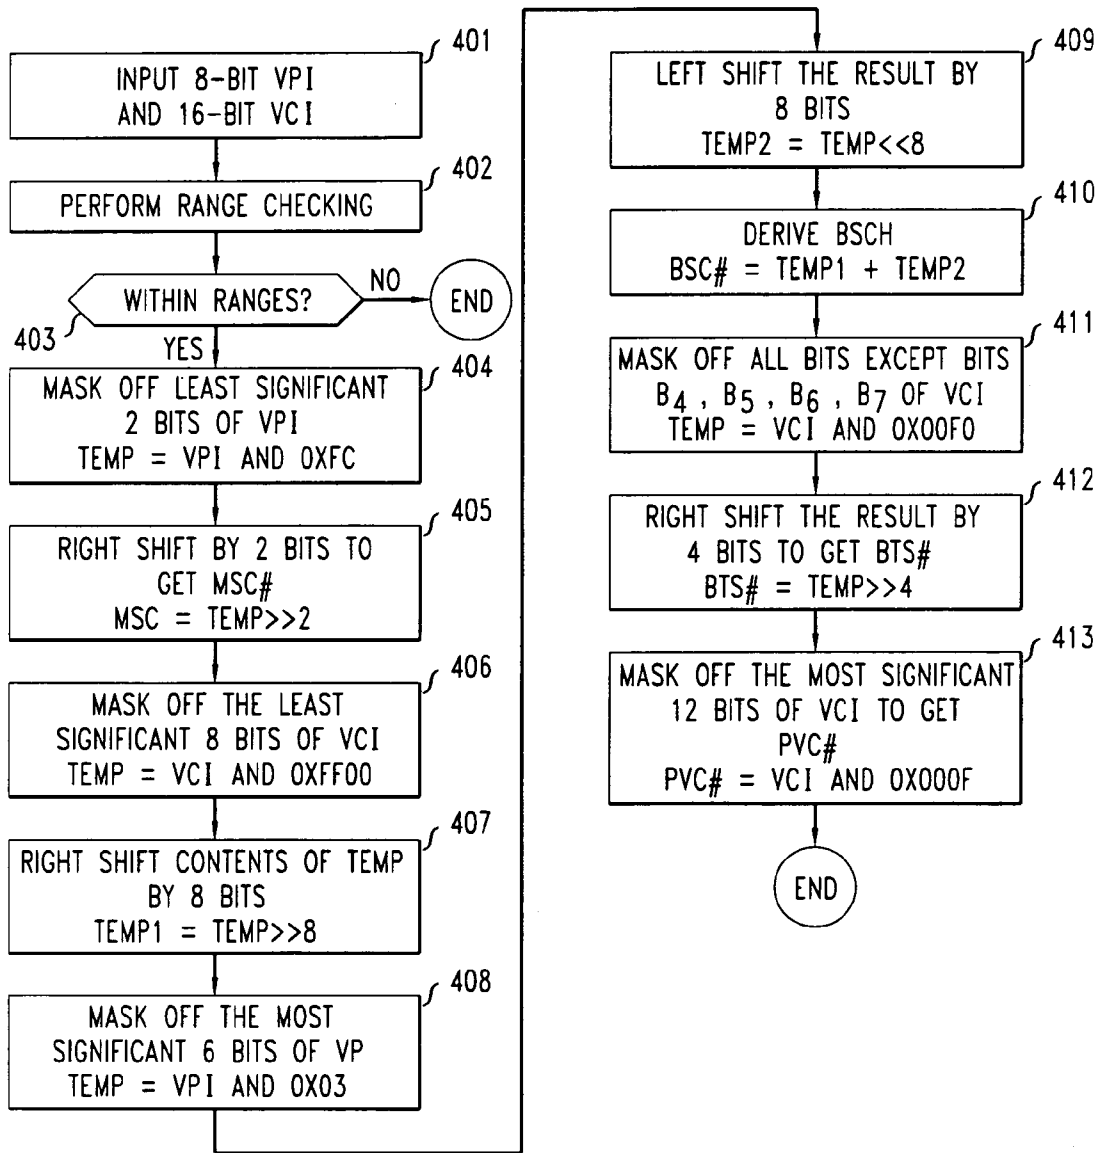 401
INPUT 8-BIT VPI
AND 16-BIT VCI
402
PERFORM RANGE CHECKING
WITHIN RANGES?
NO
END
403
YES
404
MASK OFF LEAST SIGNIFICANT
2 BITS OF VPI
TEMP = VPI AND 0XFC
405
RIGHT SHIFT BY 2 BITS TO
GET MSC#
MSC = TEMP>>2
406
MASK OFF THE LEAST
SIGNIFICANT 8 BITS OF VCI
TEMP = VCI AND 0XFF00
407
RIGHT SHIFT CONTENTS OF TEMP
BY 8 BITS
TEMP1 = TEMP>>8
408
MASK OFF THE MOST
SIGNIFICANT 6 BITS OF VP
TEMP = VPI AND 0X03
409
LEFT SHIFT THE RESULT BY
8 BITS
TEMP2 = TEMP<<8
410
DERIVE BSCH
BSC# = TEMP1 + TEMP2
411
MASK OFF ALL BITS EXCEPT BITS
B4 , B5 , B6 , B7 OF VCI
TEMP = VCI AND 0X00F0
412
RIGHT SHIFT THE RESULT BY
4 BITS TO GET BTS#
BTS# = TEMP>>4
413
MASK OFF THE MOST SIGNIFICANT
12 BITS OF VCI TO GET
PVC#
PVC# = VCI AND 0X000F
END